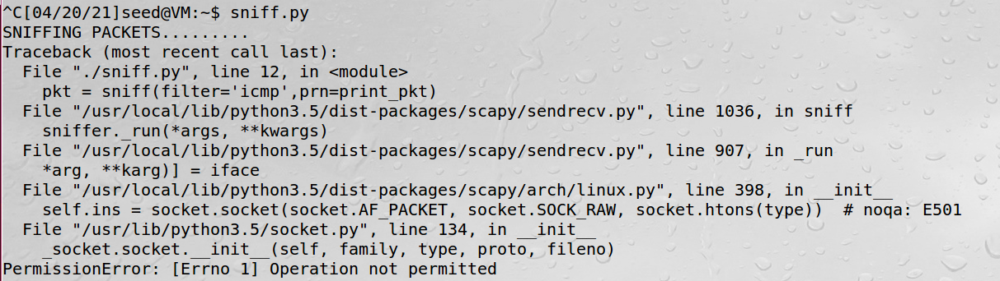 ^C[04/20/21]seed@VM:~$ sniff.py
SNIFFING PACKETS.........
Traceback (most recent call last):
  File "./sniff.py", line 12, in <module>
    pkt = sniff(filter='icmp',prn=print_pkt)
  File "/usr/local/lib/python3.5/dist-packages/scapy/sendrecv.py", line 1036, in sniff
    sniffer._run(*args, **kwargs)
  File "/usr/local/lib/python3.5/dist-packages/scapy/sendrecv.py", line 907, in _run
    *arg, **karg)] = iface
  File "/usr/local/lib/python3.5/dist-packages/scapy/arch/linux.py", line 398, in __init__
    self.ins = socket.socket(socket.AF_PACKET, socket.SOCK_RAW, socket.htons(type))  # noqa: E501
  File "/usr/lib/python3.5/socket.py", line 134, in __init__
    _socket.socket.__init__(self, family, type, proto, fileno)
PermissionError: [Errno 1] Operation not permitted